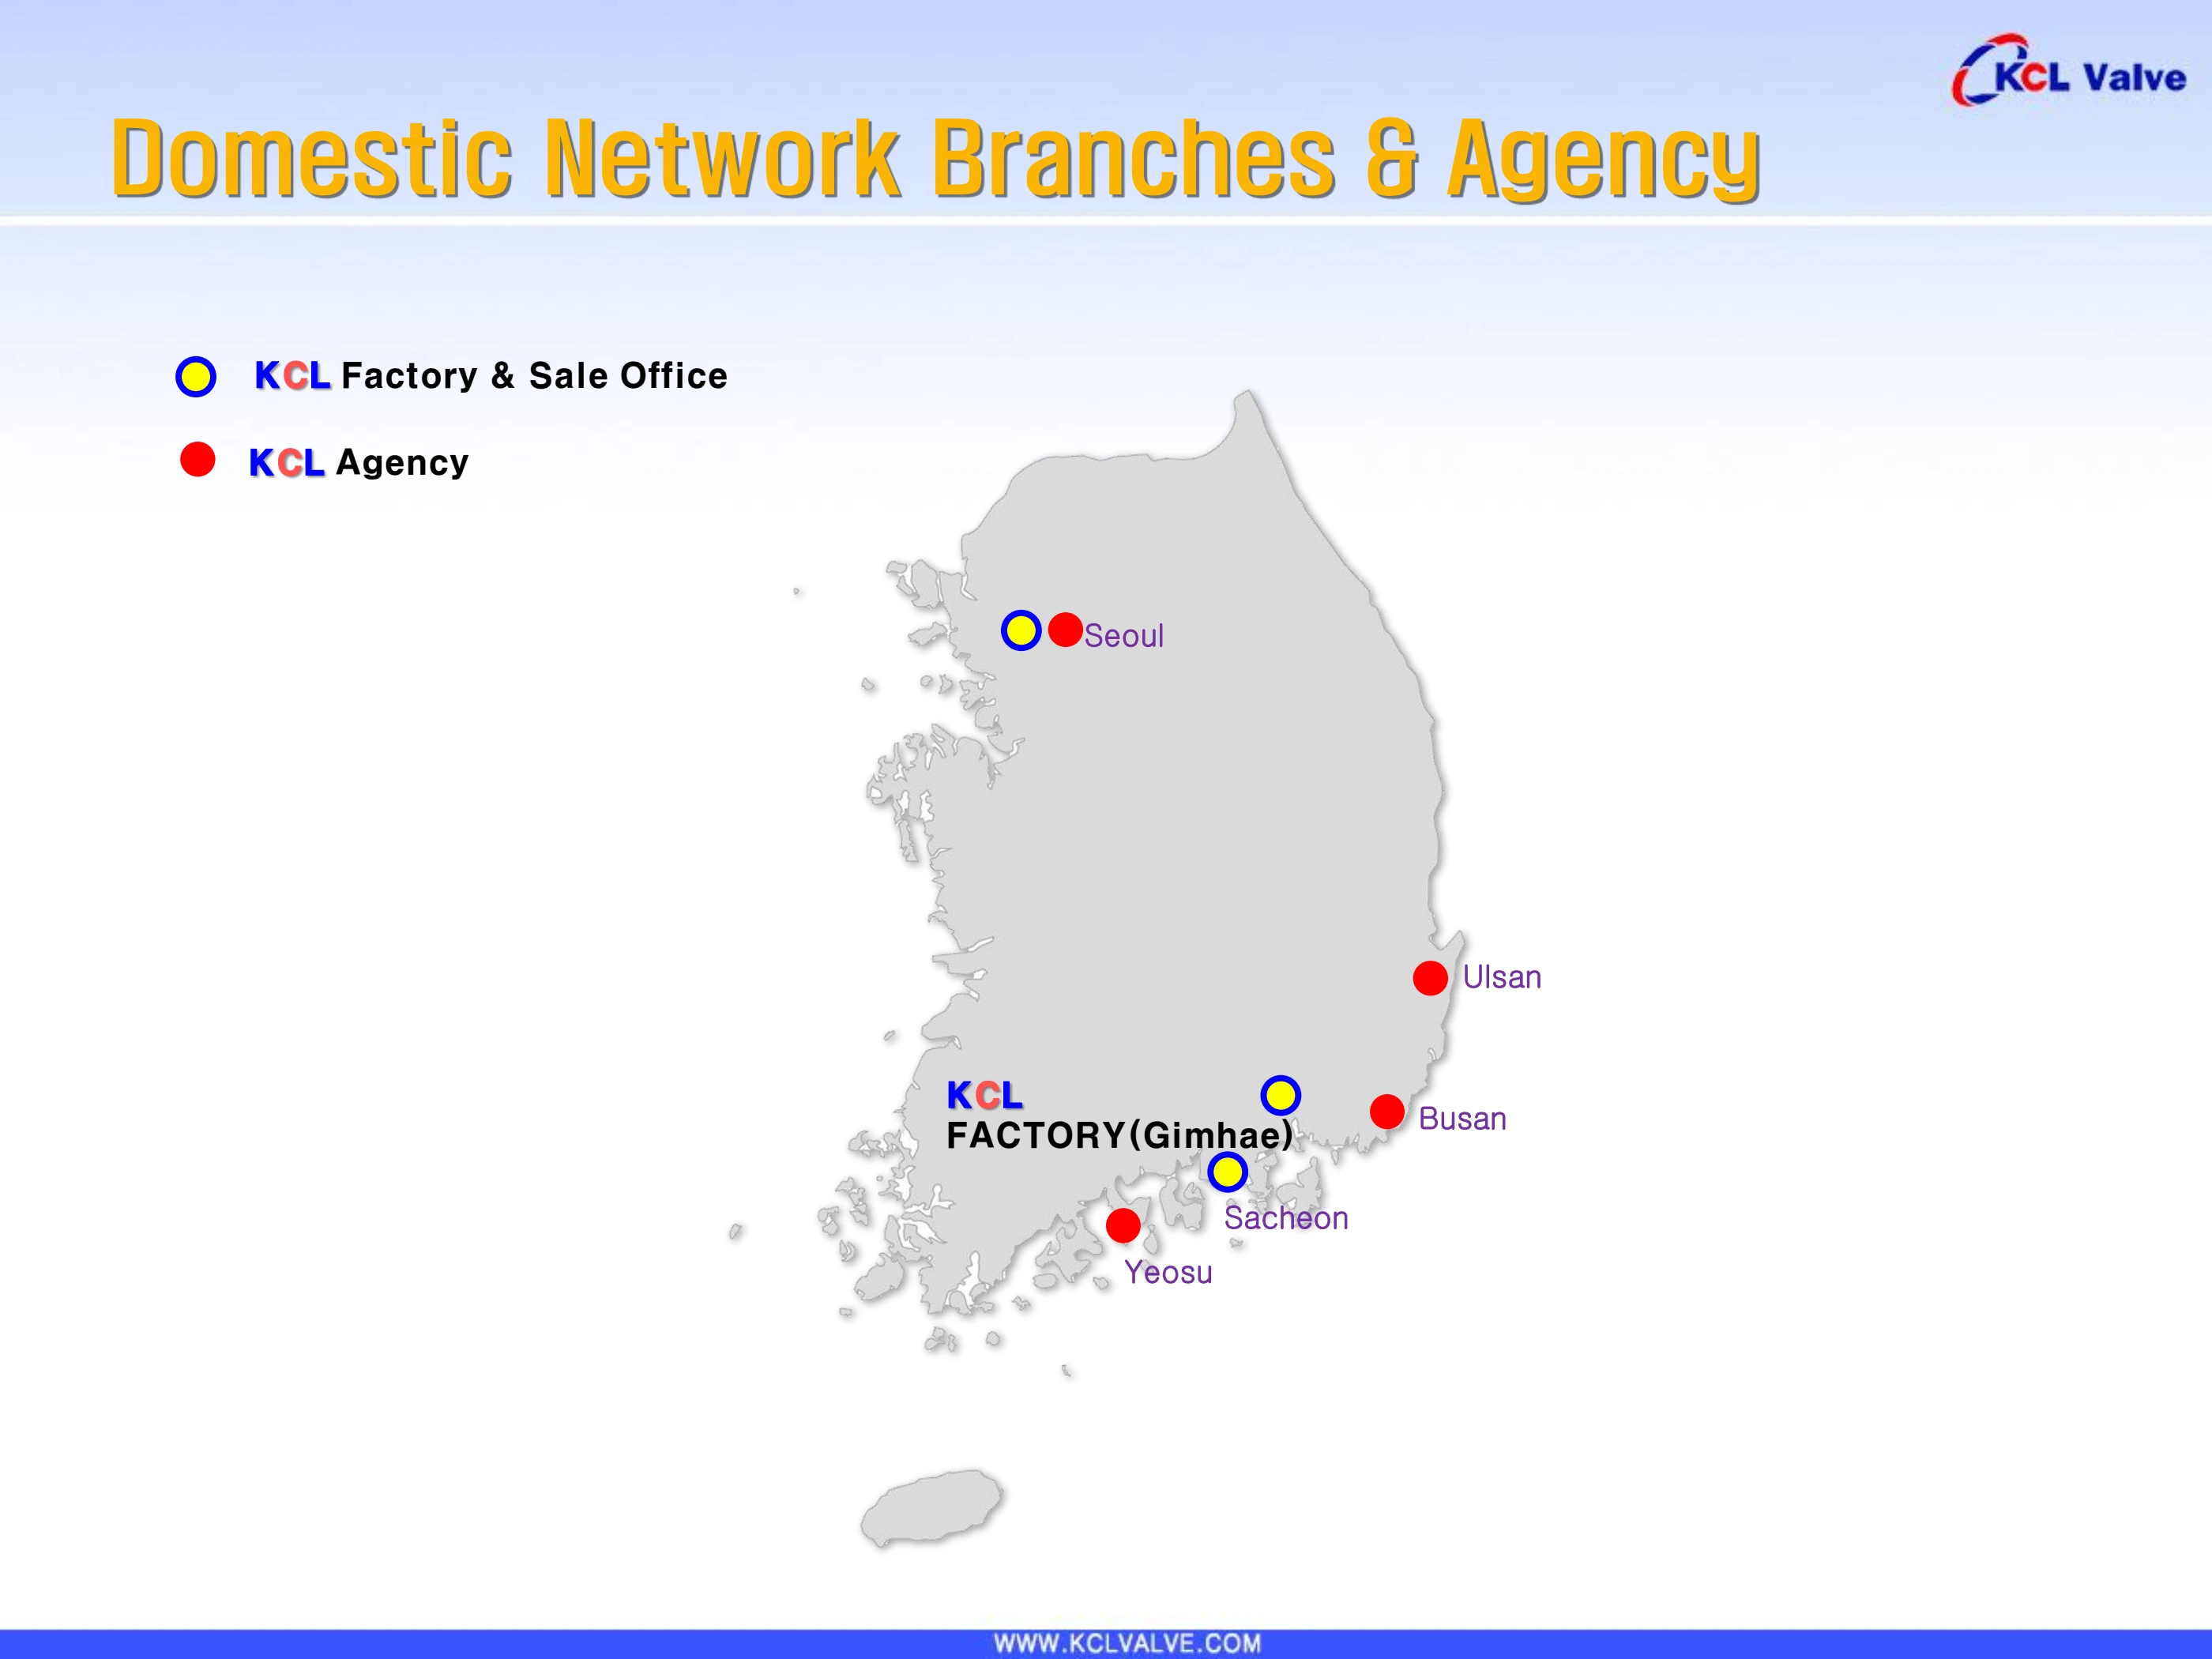 KCL Valve
Domestic Network Branches & Agency
KCL Factory & Sale Office
KCL Agency
Seoul
Ulsan
KCL
FACTORY(Gimhae)
Busan
Sacheon
Yeosu
WWW.KCLVALVE.COM